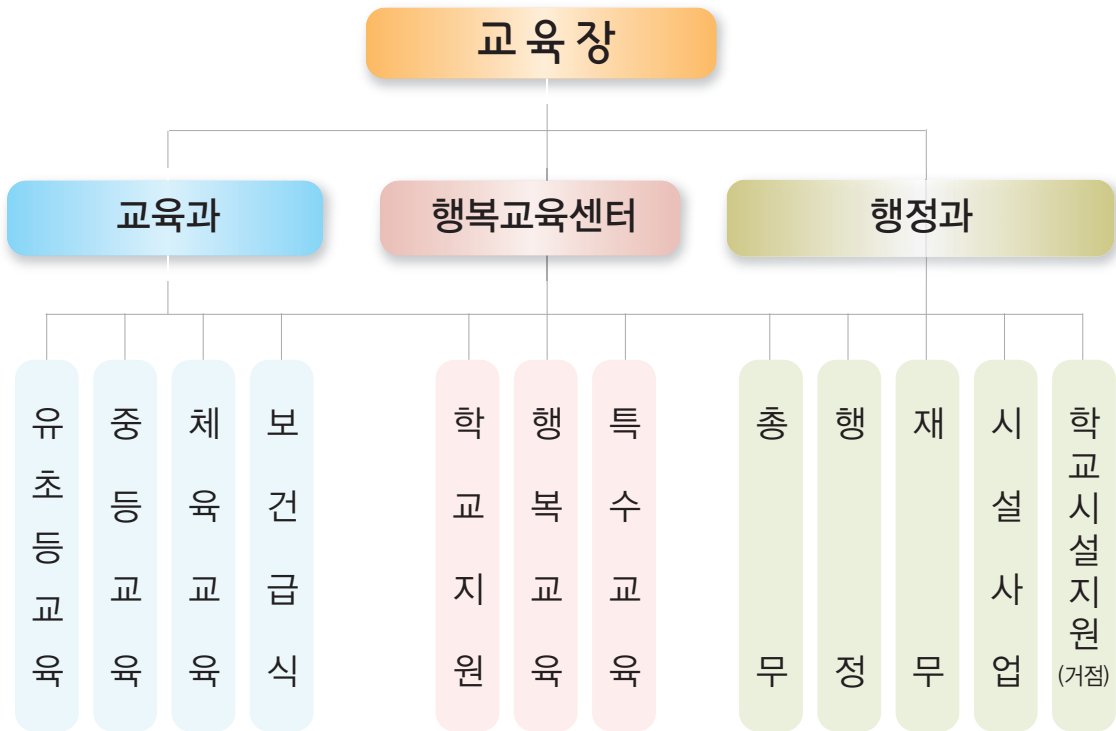 교육장
교육과
행복교육센터
행정과
유초등교육
중등교육
체육교육
보건급식
학교지원
행복교육
특수교육
총무
행정
재무
시설사업
학교시설지원
(거점)